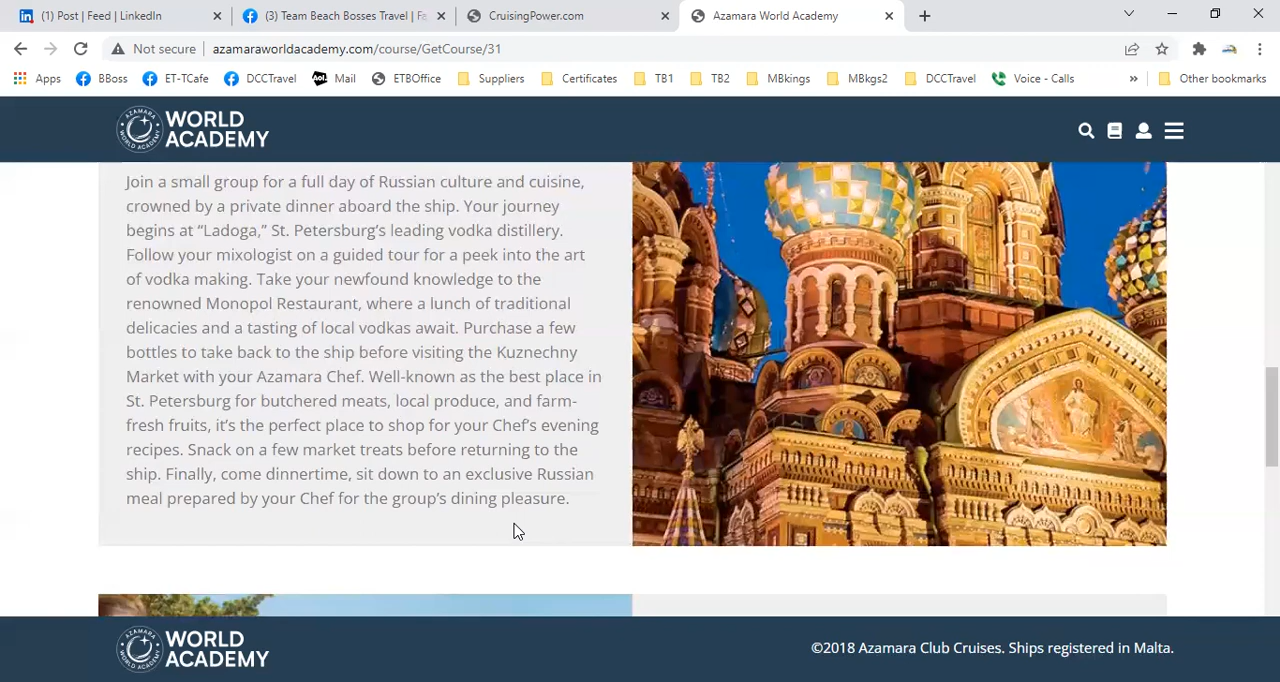 (1) Post | Feed | LinkedIn
(3) Team Beach Bosses Travel | Fa
CruisingPower.com
Azamara World Academy
Not secure
azamaraworldacademy.com/course/GetCourse/31
Apps
BBoss
ET-TCafe
DCCTravel
Aol.
Mail
ETBOffice
Suppliers
Certificates
TB1
TB2
MBkings
MBkgs2
DCCTravel
Voice - Calls
»
Other bookmarks
AZAMARA
WORLD ACADEMY
WORLD
ACADEMY
Join a small group for a full day of Russian culture and cuisine,
crowned by a private dinner aboard the ship. Your journey
begins at “Ladoga,” St. Petersburg’s leading vodka distillery.
Follow your mixologist on a guided tour for a peek into the art
of vodka making. Take your newfound knowledge to the
renowned Monopol Restaurant, where a lunch of traditional
delicacies and a tasting of local vodkas await. Purchase a few
bottles to take back to the ship before visiting the Kuznechny
Market with your Azamara Chef. Well-known as the best place in
St. Petersburg for butchered meats, local produce, and farm-
fresh fruits, it’s the perfect place to shop for your Chef’s evening
recipes. Snack on a few market treats before returning to the
ship. Finally, come dinnertime, sit down to an exclusive Russian
meal prepared by your Chef for the group’s dining pleasure.
AZAMARA
WORLD ACADEMY
WORLD
ACADEMY
©2018 Azamara Club Cruises. Ships registered in Malta.